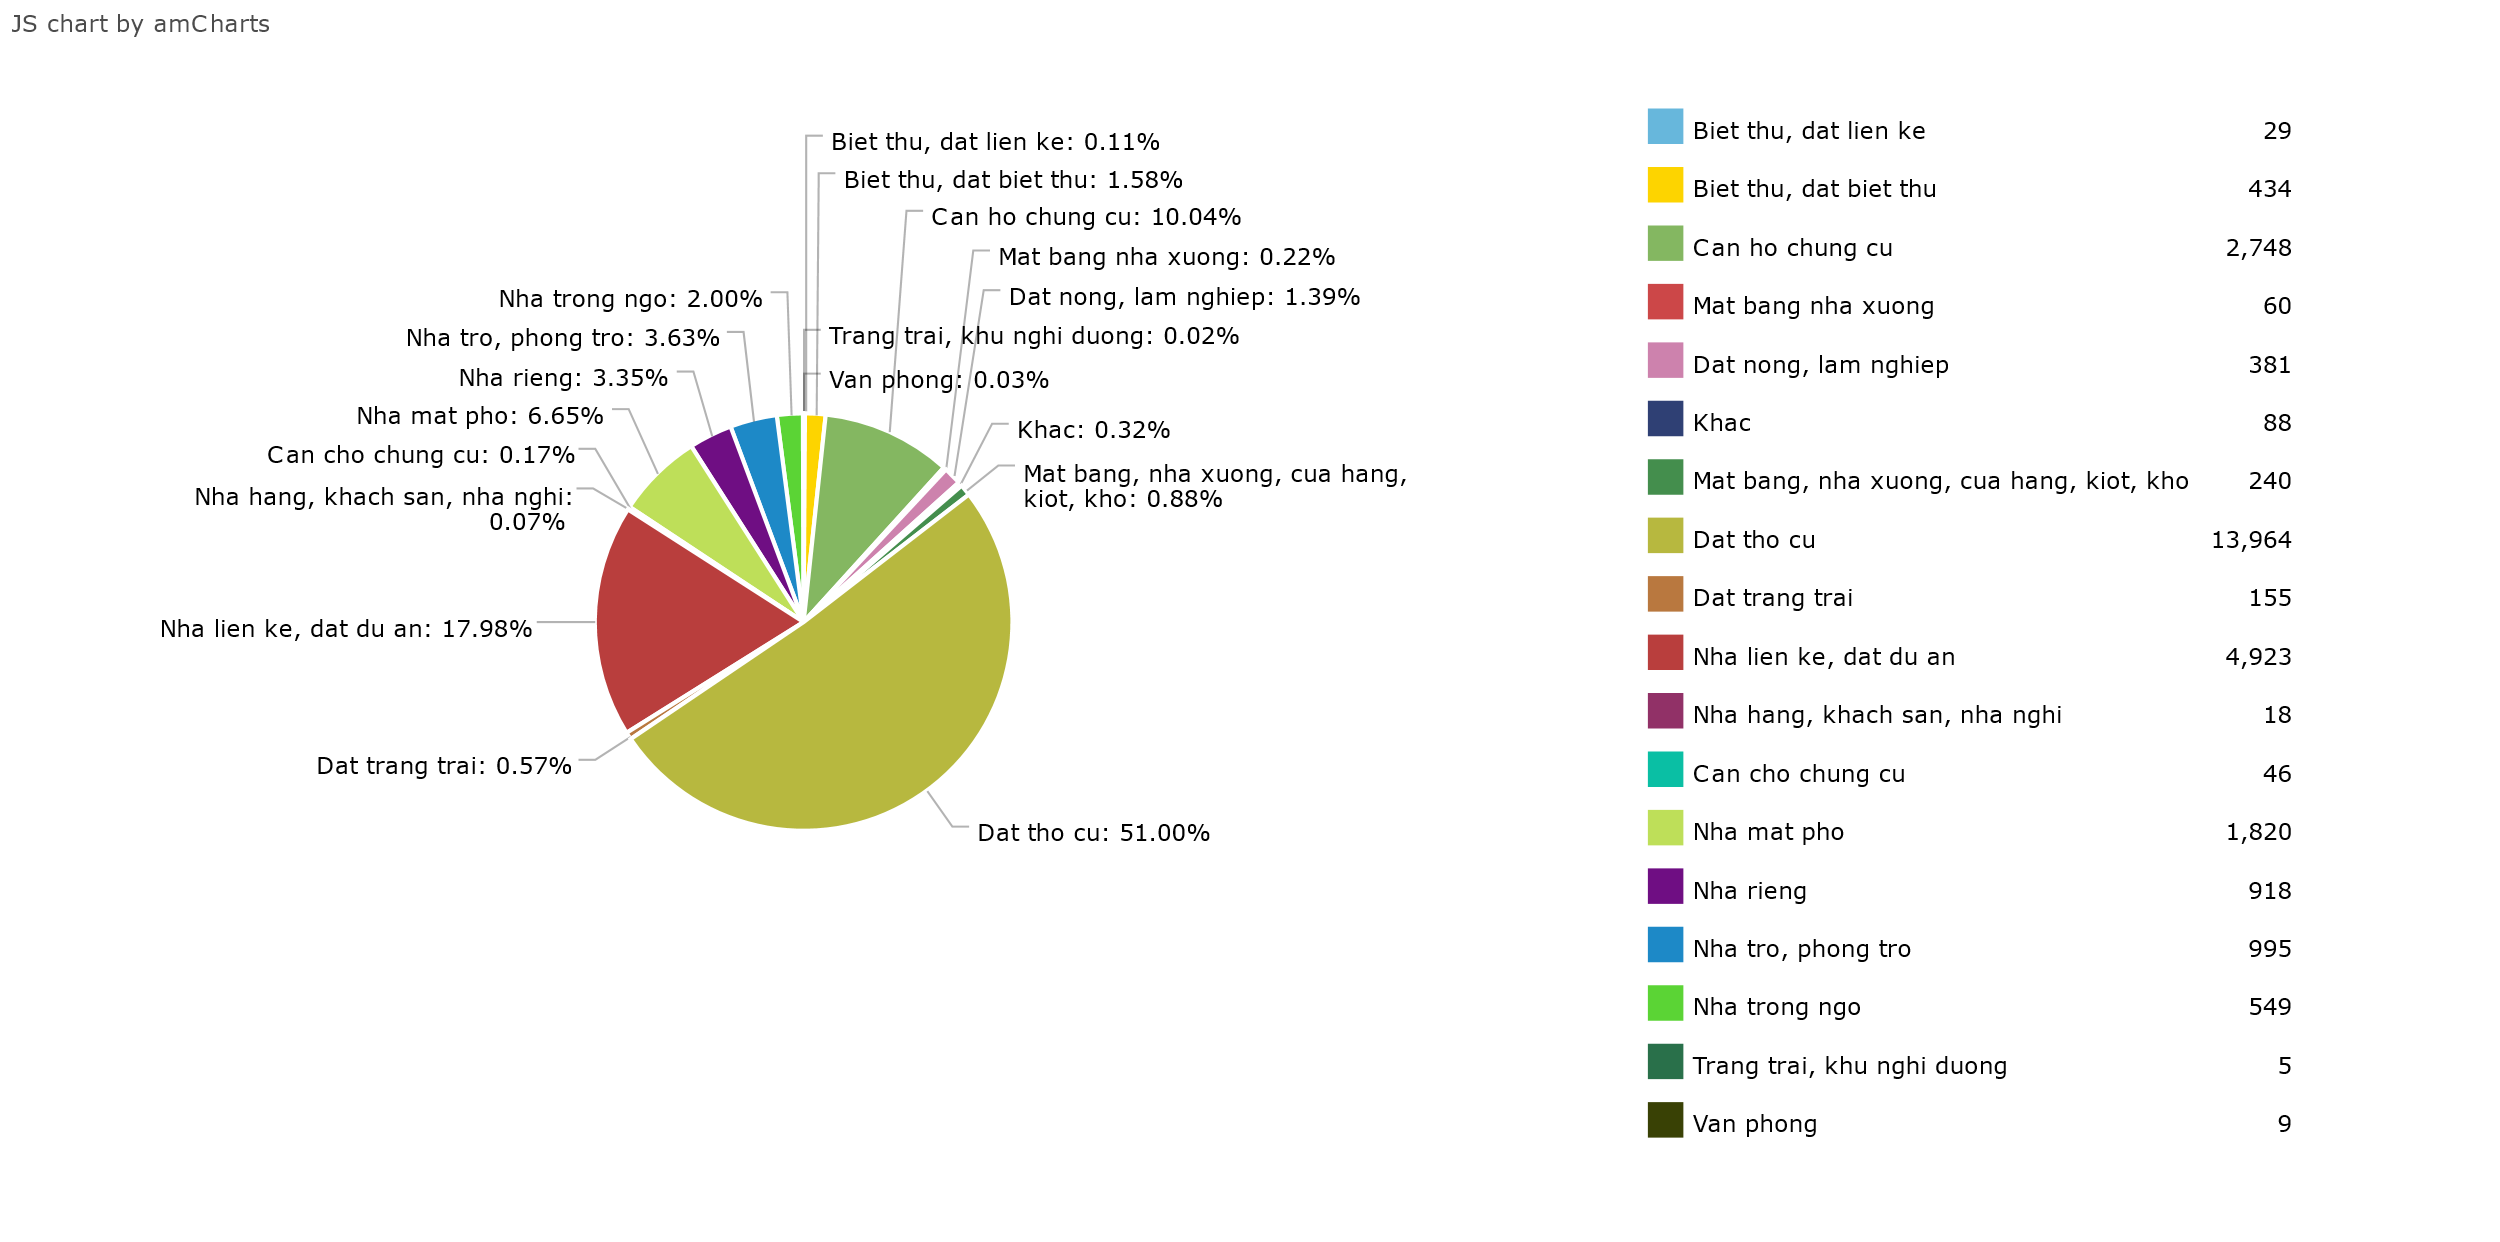 JS chart by amCharts
Biet thu, dat lien ke: 0.11%
Biet thu, dat biet thu: 1.58%
Can ho chung cu: 10.04%
Mat bang nha xuong: 0.22%
Dat nong, lam nghiep: 1.39%
Trang trai, khu nghi duong: 0.02%
Van phong: 0.03%
Khac: 0.32%
Mat bang, nha xuong, cua hang,
kiot, kho: 0.88%
Dat tho cu: 51.00%
Nha trong ngo: 2.00%
Nha tro, phong tro: 3.63%
Nha rieng: 3.35%
Nha mat pho: 6.65%
Can cho chung cu: 0.17%
Nha hang, khach san, nha nghi:
0.07%
Nha lien ke, dat du an: 17.98%
Dat trang trai: 0.57%
Biet thu, dat lien ke 29
Biet thu, dat biet thu 434
Can ho chung cu 2,748
Mat bang nha xuong 60
Dat nong, lam nghiep 381
Khac 88
Mat bang, nha xuong, cua hang, kiot, kho 240
Dat tho cu 13,964
Dat trang trai 155
Nha lien ke, dat du an 4,923
Nha hang, khach san, nha nghi 18
Can cho chung cu 46
Nha mat pho 1,820
Nha rieng 918
Nha tro, phong tro 995
Nha trong ngo 549
Trang trai, khu nghi duong 5
Van phong 9